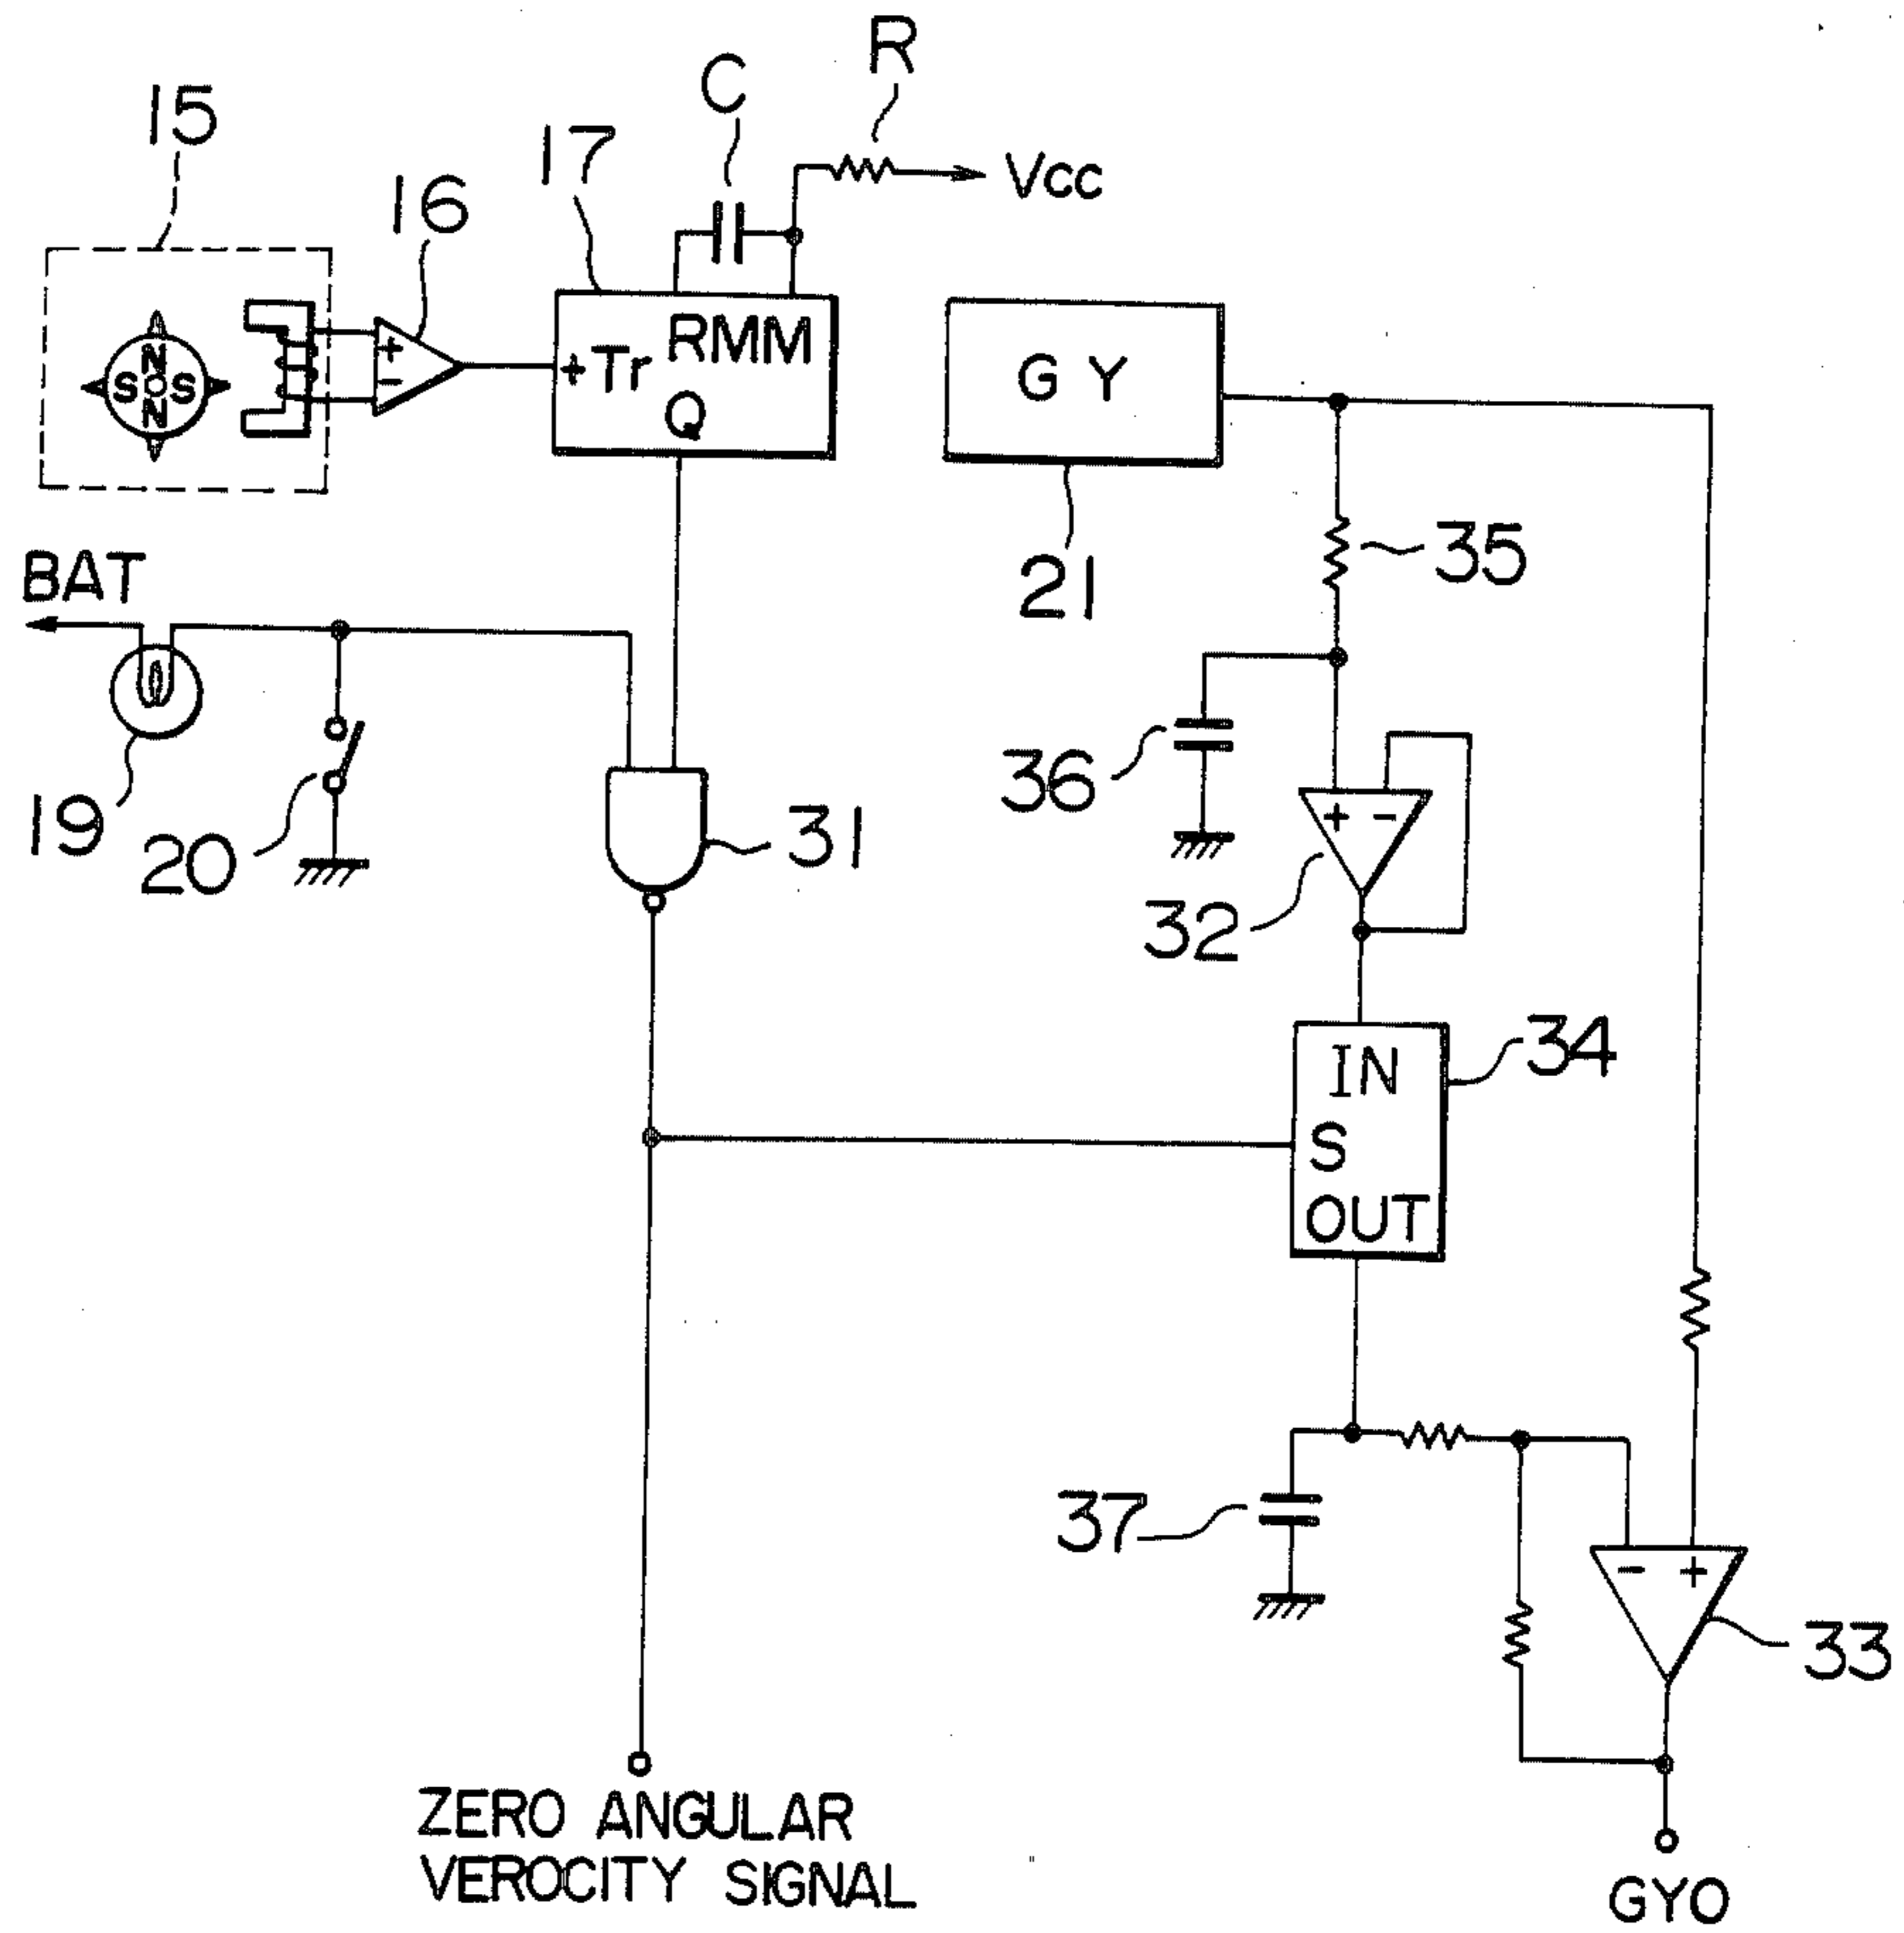 R
C
15
17
Vcc
16
N
S S
N
+
-
+Tr RMM
Q
G Y
BAT
21
35
36
19
20
31
+ -
32
34
IN
S
OUT
37
- +
33
ZERO ANGULAR
VEROCITY SIGNAL
GYO